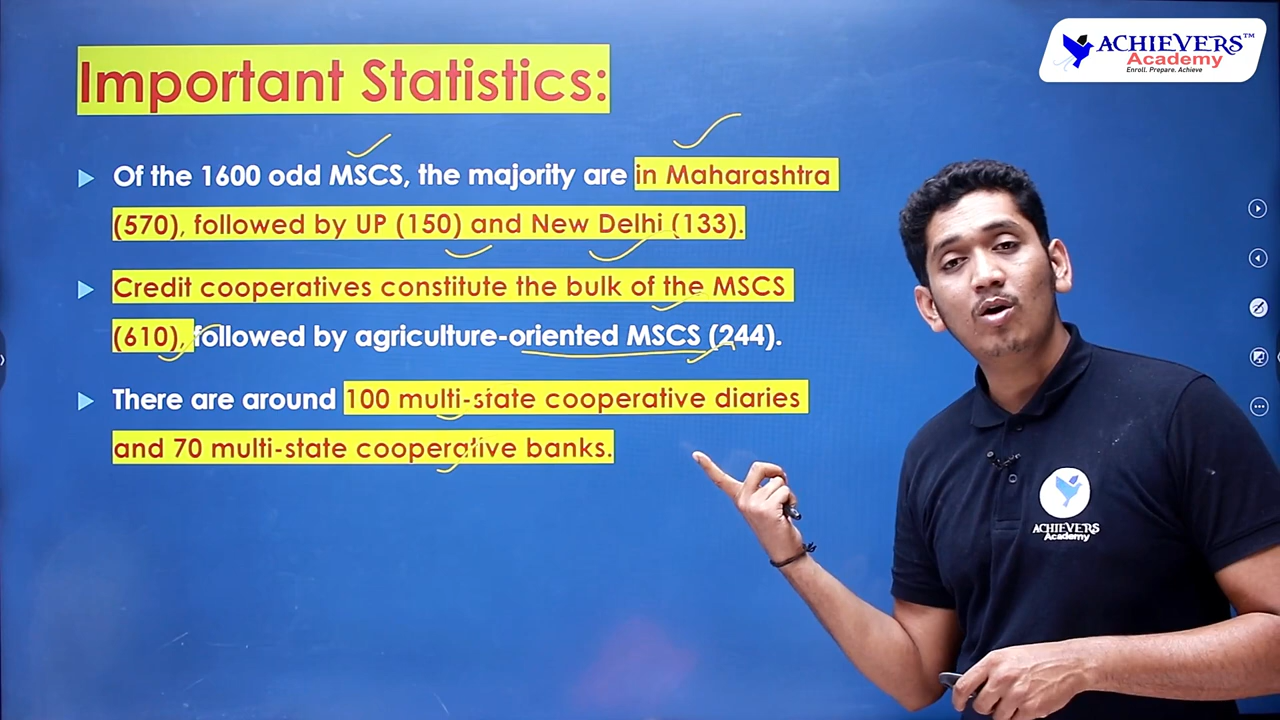 ACHIEVERS™
Academy
Enroll. Prepare. Achieve
Important Statistics:
Of the 1600 odd MSCS, the majority are in Maharashtra
(570), followed by UP (150) and New Delhi (133).
Credit cooperatives constitute the bulk of the MSCS
(610), followed by agriculture-oriented MSCS (244).
There are around 100 multi-state cooperative diaries
and 70 multi-state cooperative banks.
ACHIEVERS
Academy